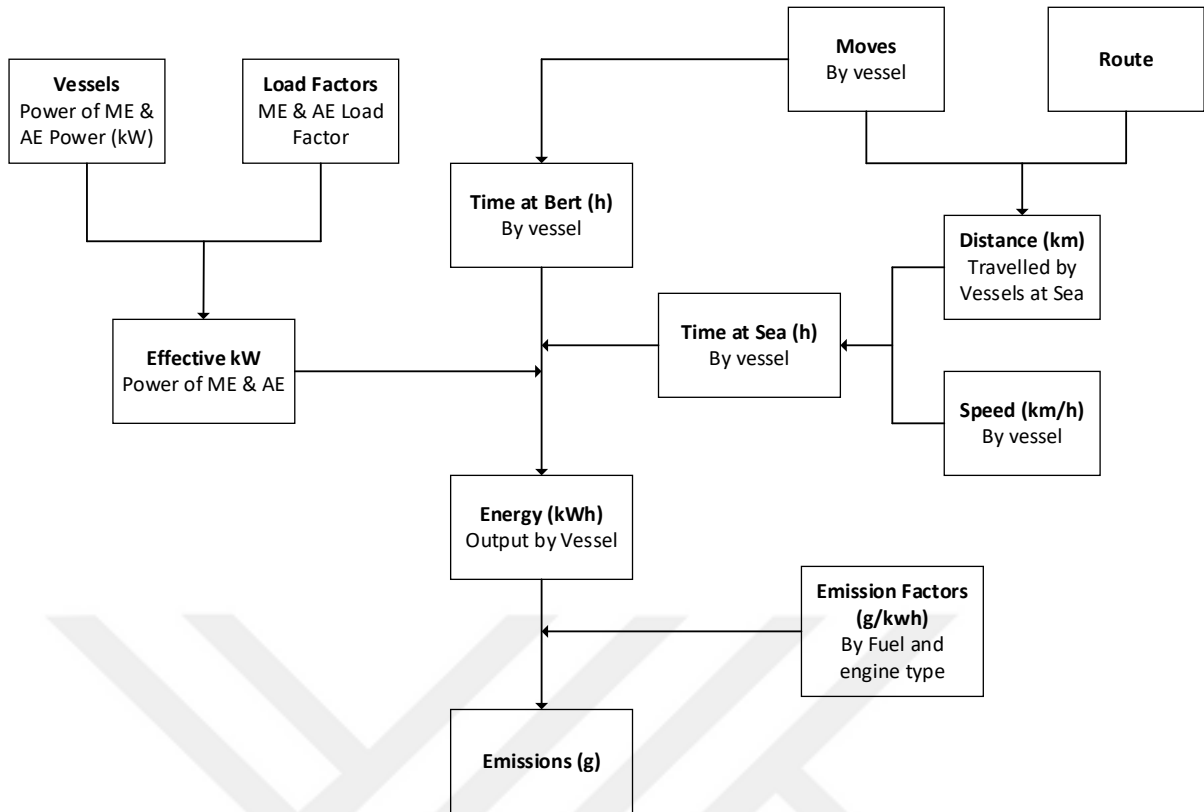 Moves
By vessel
Route
Vessels
Power of ME &
AE Power (kW)
Load Factors
ME & AE Load
Factor
Time at Bert (h)
By vessel
Distance (km)
Travelled by
Vessels at Sea
Time at Sea (h)
By vessel
Effective kW
Power of ME & AE
Speed (km/h)
By vessel
Energy (kWh)
Output by Vessel
Emission Factors
(g/kwh)
By Fuel and
engine type
Emissions (g)